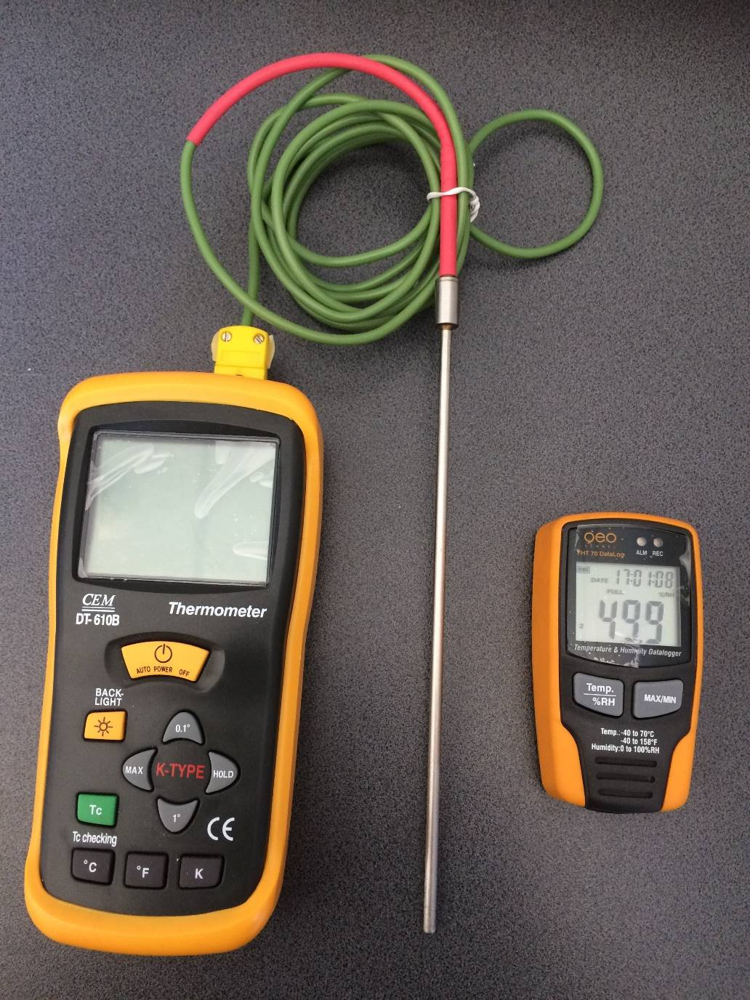 CEM
DT-610B
Thermometer
AUTO POWER OFF
BACK-
LIGHT
0.1°
MAX
K-TYPE
HOLD
1°
Tc
Tc checking
CE
°C
°F
K
geo
FENNEL
FHT 70 DataLog
ALM REC
DATE 17:01:08
FULL
%RH
49.9
2
Temperature & Humidity Datalogger
Temp.
%RH
MAX/MIN
Temp.:-40 to 70°C
-40 to 158°F
Humidity:0 to 100%RH